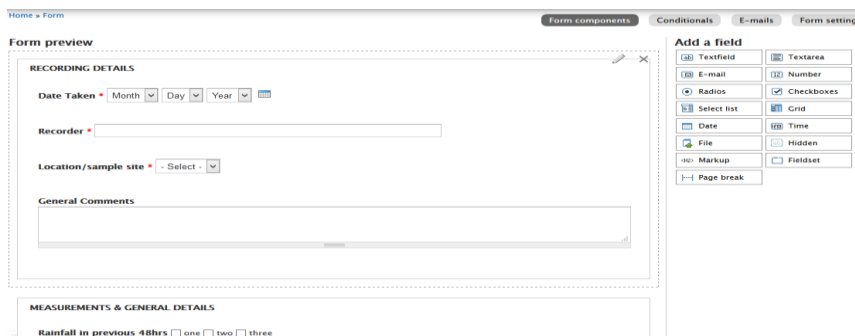 Home » Form
Form components Conditionals E-mails Form setting
Form preview
RECORDING DETAILS
Date Taken * Month Day Year
Recorder *
Location/sample site * - Select -
General Comments
MEASUREMENTS & GENERAL DETAILS
Rainfall in previous 48hrs one two three
Add a field
Textfield Textarea
E-mail Number
Radios Checkboxes
Select list Grid
Date Time
File Hidden
Markup Fieldset
Page break